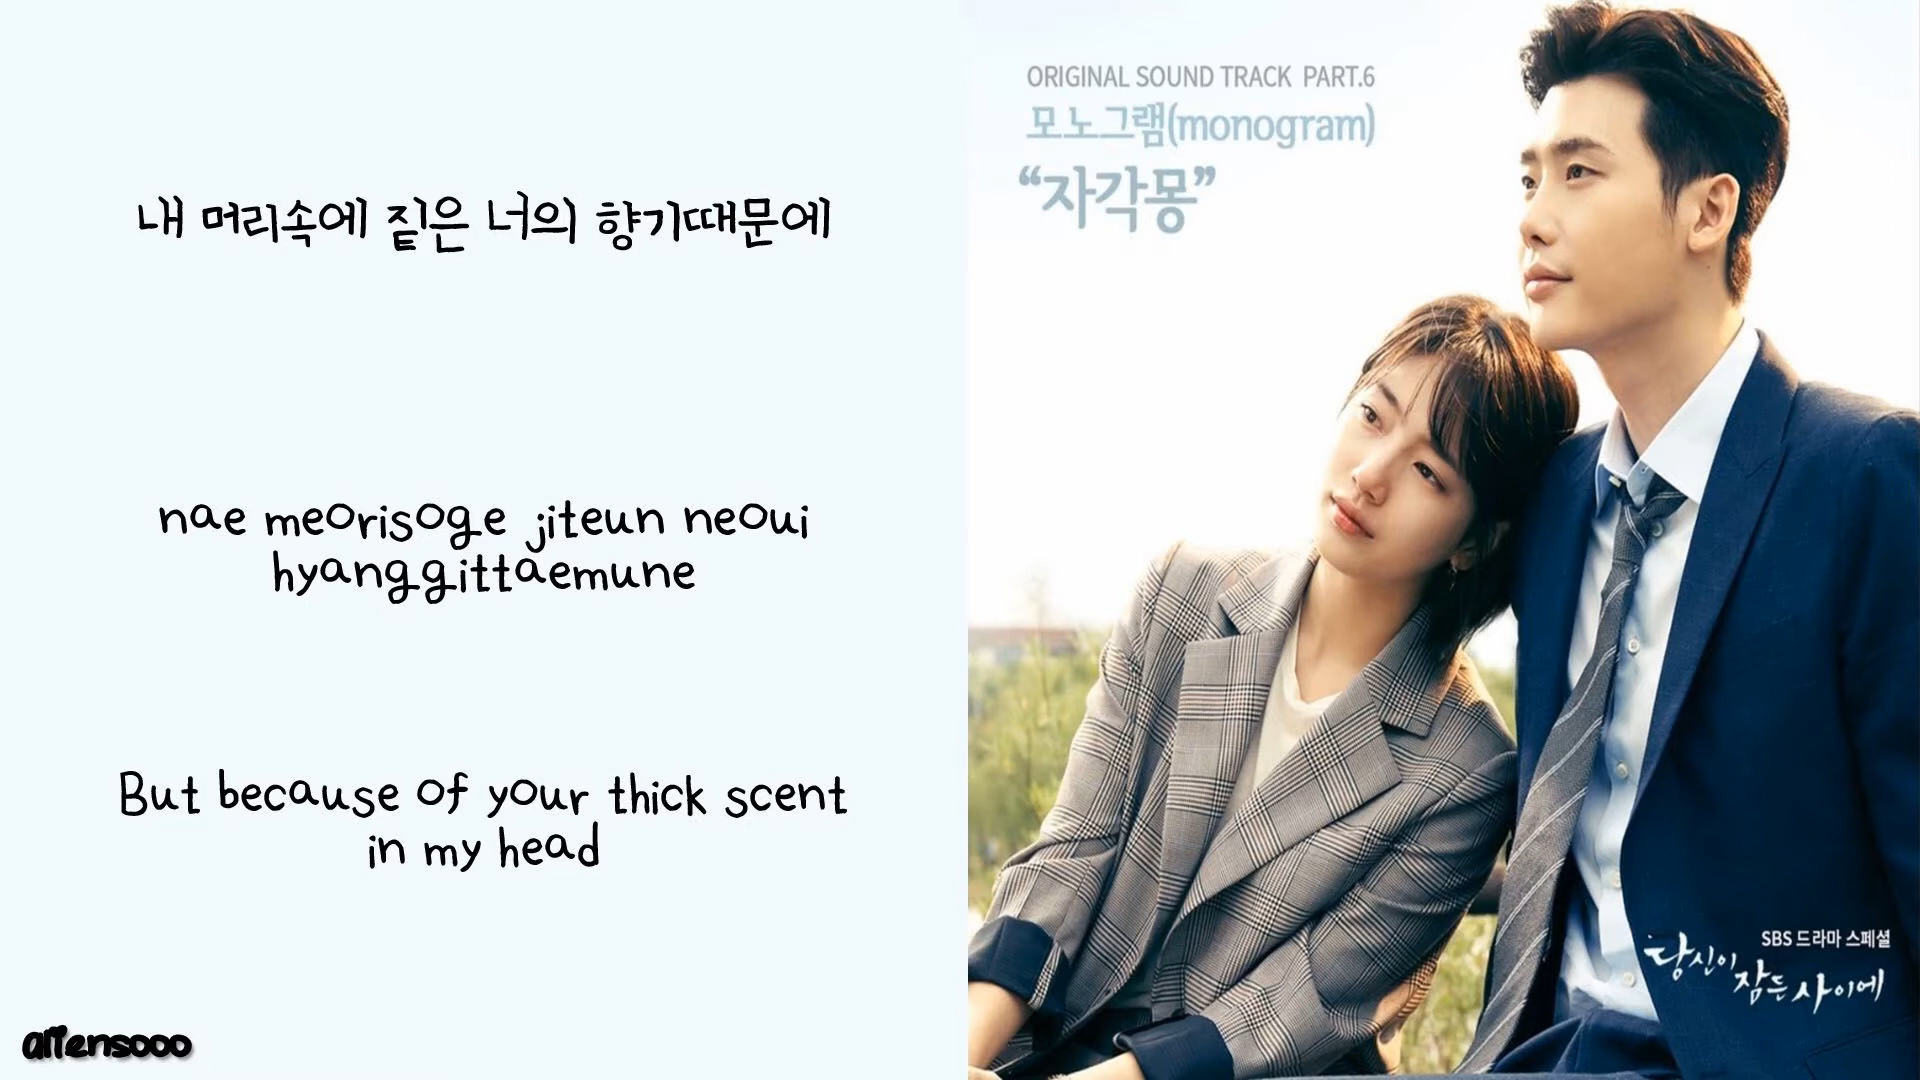 내 머리속에 짙은 너의 향기때문에
nae meorisoge jiteun neoui
hyanggittaemune
But because of your thick scent
in my head
aiTensooo
ORIGINAL SOUND TRACK PART.6
모노그램(monogram)
“자각몽”
SBS 드라마 스페셜
당신이
잠든 사이에